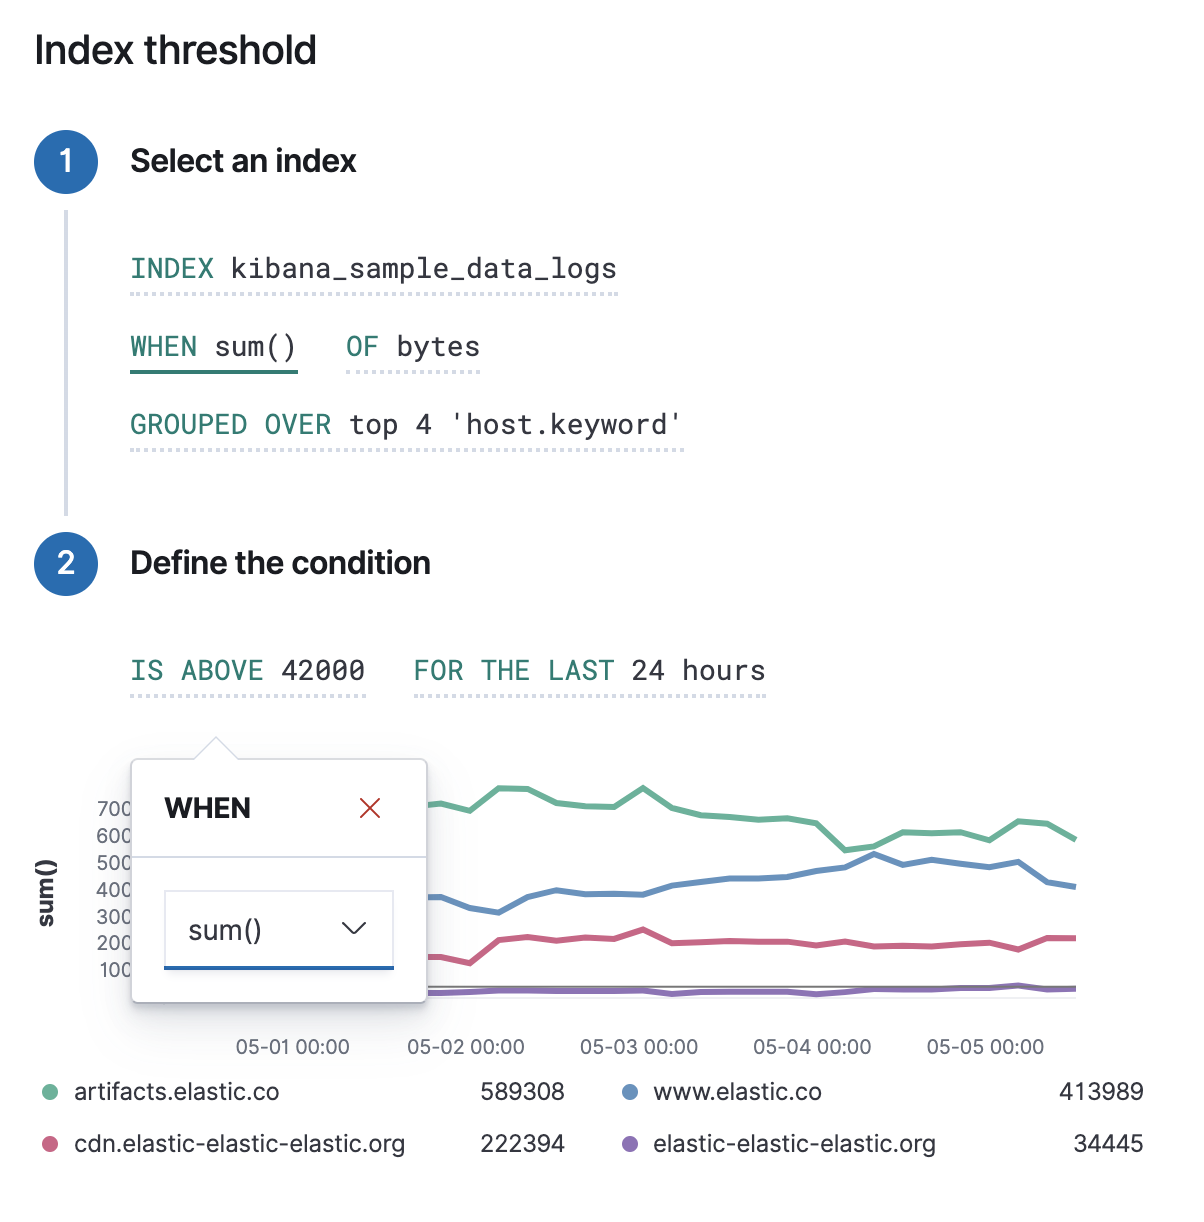 Index threshold
1 Select an index
INDEX kibana_sample_data_logs
WHEN sum() OF bytes
GROUPED OVER top 4 'host.keyword'
2 Define the condition
IS ABOVE 42000 FOR THE LAST 24 hours
WHEN
sum()
sum()
700
600
500
400
300
200
100
05-01 00:00 05-02 00:00 05-03 00:00 05-04 00:00 05-05 00:00
artifacts.elastic.co 589308 www.elastic.co 413989
cdn.elastic-elastic-elastic.org 222394 elastic-elastic-elastic.org 34445